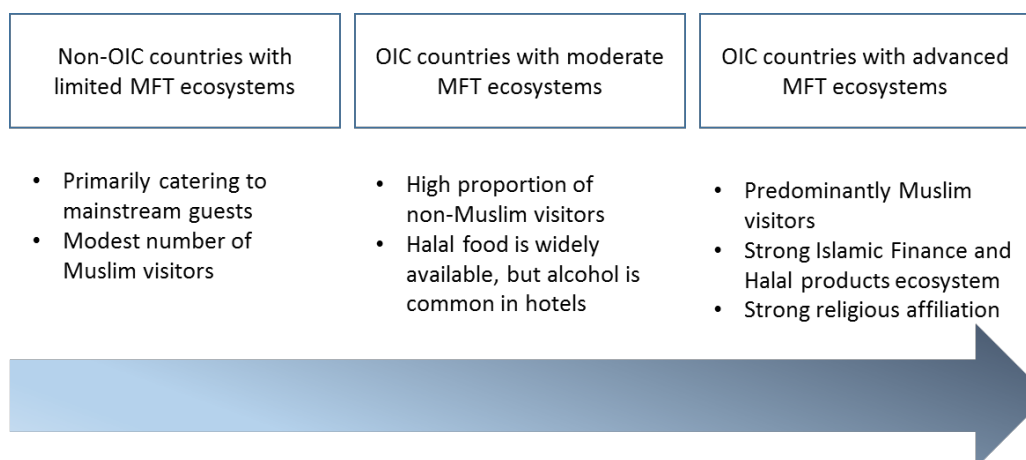 Non-OIC countries with
limited MFT ecosystems
OIC countries with moderate
MFT ecosystems
OIC countries with advanced
MFT ecosystems
• Primarily catering to
mainstream guests
• Modest number of
Muslim visitors
• High proportion of
non-Muslim visitors
• Halal food is widely
available, but alcohol is
common in hotels
• Predominantly Muslim
visitors
• Strong Islamic Finance and
Halal products ecosystem
• Strong religious affiliation